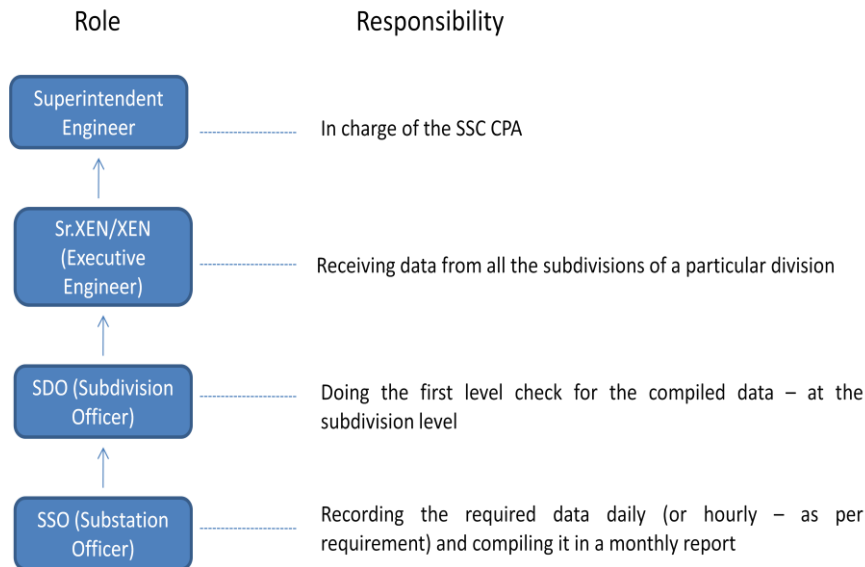 Role Responsibility
Superintendent
Engineer
In charge of the SSC CPA
Sr.XEN/XEN
(Executive
Engineer)
Receiving data from all the subdivisions of a particular division
SDO (Subdivision
Officer)
Doing the first level check for the compiled data – at the
subdivision level
SSO (Substation
Officer)
Recording the required data daily (or hourly – as per
requirement) and compiling it in a monthly report